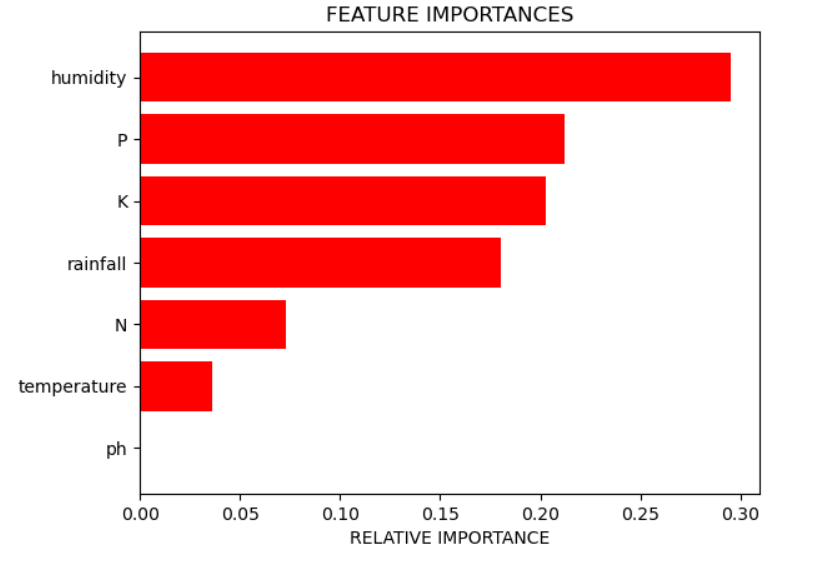 FEATURE IMPORTANCES
humidity
P
K
rainfall
N
temperature
ph
0.00 0.05 0.10 0.15 0.20 0.25 0.30
RELATIVE IMPORTANCE